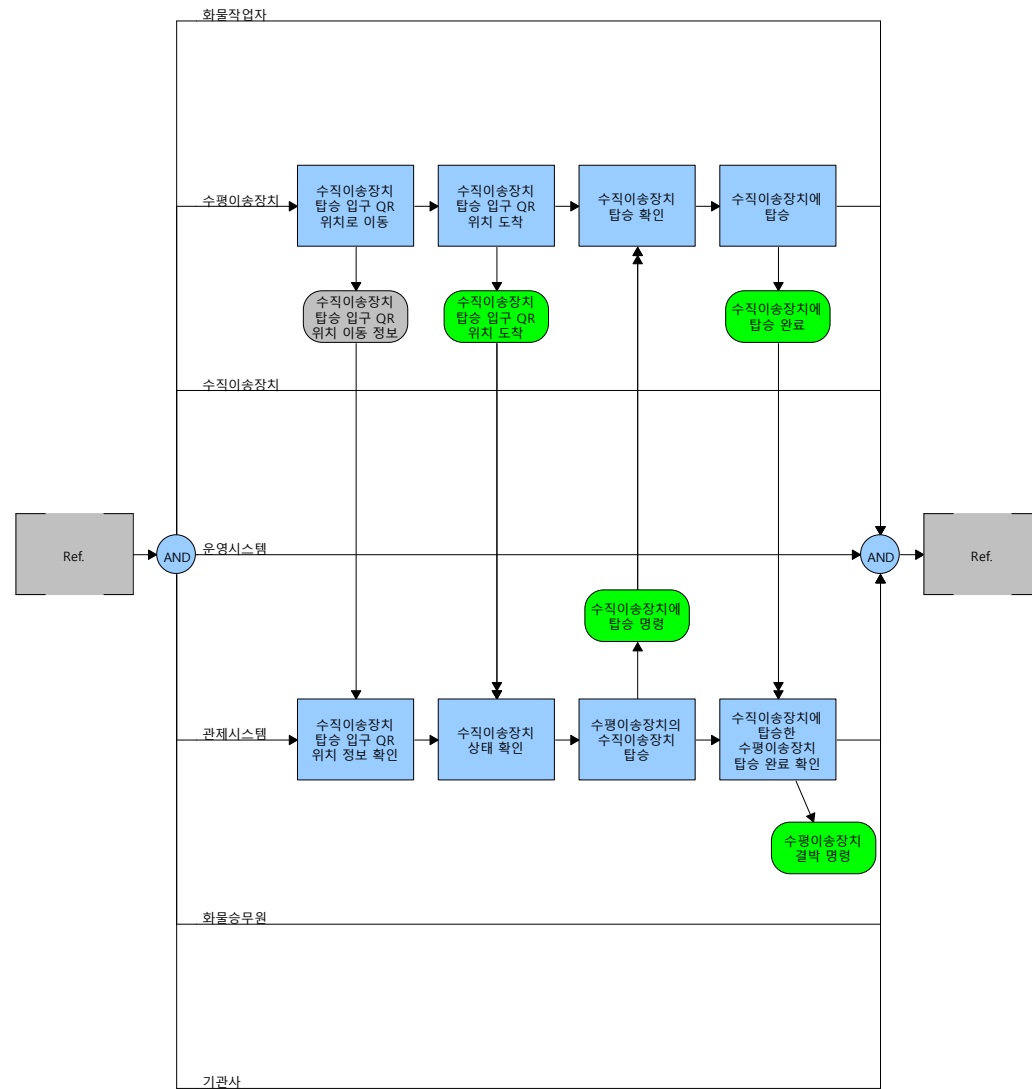 화물작업자
수평이송장치
수직이송장치
탑승 입구 QR
위치로 이동
수직이송장치
탑승 입구 QR
위치 도착
수직이송장치
탑승 확인
수직이송장치에
탑승
수직이송장치
탑승 입구 QR
위치 이동 정보
수직이송장치
탑승 입구 QR
위치 도착
수직이송장치에
탑승 완료
수직이송장치
Ref.
AND
운영시스템
AND
Ref.
수직이송장치에
탑승 명령
관제시스템
수직이송장치
탑승 입구 QR
위치 정보 확인
수직이송장치
상태 확인
수평이송장치의
수직이송장치
탑승
수직이송장치에
탑승한
수평이송장치
탑승 완료 확인
수평이송장치
결박 명령
화물승무원
기관사